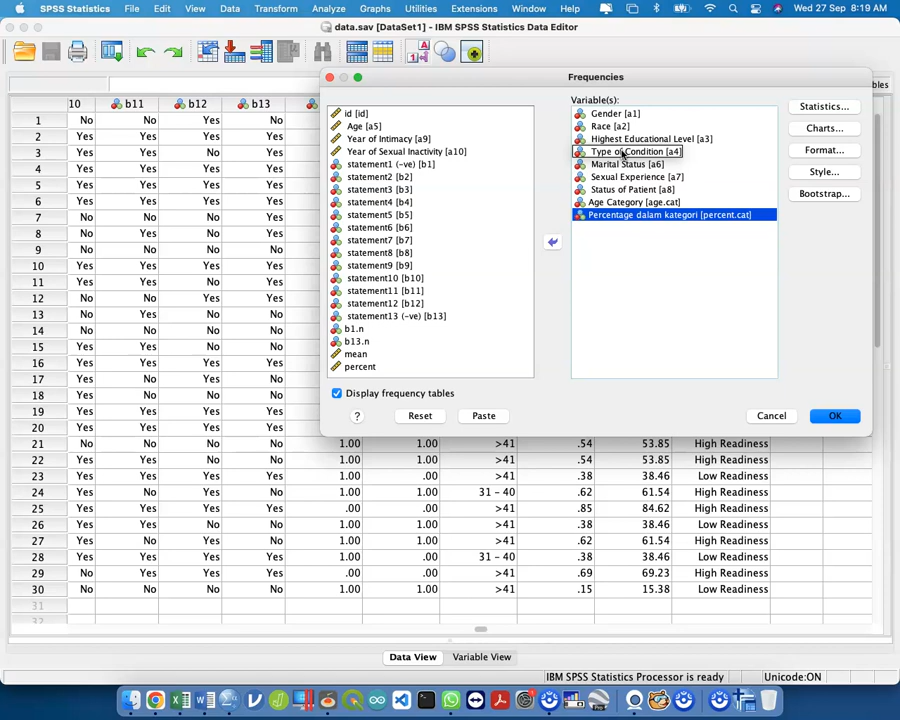 SPSS Statistics File Edit View Data Transform Analyze Graphs Utilities Extensions Window Help Wed 27 Sep 8:19 AM
data.sav [DataSet1] - IBM SPSS Statistics Data Editor
Frequencies
bles
Variable(s):
id [id]
Age [a5]
Year of Intimacy [a9]
Year of Sexual Inactivity [a10]
statement1 (-ve) [b1]
statement2 [b2]
statement3 [b3]
statement4 [b4]
statement5 [b5]
statement6 [b6]
statement7 [b7]
statement8 [b8]
statement9 [b9]
statement10 [b10]
statement11 [b11]
statement12 [b12]
statement13 (-ve) [b13]
b1.n
b13.n
mean
percent
Gender [a1]
Race [a2]
Highest Educational Level [a3]
Type of Condition [a4]
Marital Status [a6]
Sexual Experience [a7]
Status of Patient [a8]
Age Category [age.cat]
Percentage dalam kategori [percent.cat]
Statistics...
Charts...
Format...
Style...
Bootstrap...
Display frequency tables
? Reset Paste Cancel OK
10 b11 b12 b13
1 No No Yes No
2 Yes Yes Yes Yes
3 Yes No No Yes
4 Yes Yes Yes Yes
5 Yes Yes Yes Yes
6 Yes Yes Yes Yes
7 No Yes No No
8 Yes No No Yes
9 No Yes No No
10 Yes Yes Yes Yes
11 Yes No Yes No
12 No Yes Yes Yes
13 No Yes No Yes
14 No Yes No No
15 Yes No No Yes
16 Yes Yes Yes Yes
17 Yes No Yes No
18 Yes No No Yes
19 Yes Yes Yes Yes
20 Yes Yes No Yes
21 No Yes Yes No 1.00 1.00 >41 .54 53.85 High Readiness
22 Yes Yes Yes No 1.00 1.00 >41 .54 53.85 High Readiness
23 Yes Yes No No 1.00 1.00 >41 .38 38.46 Low Readiness
24 Yes No Yes No 1.00 1.00 31 - 40 .62 61.54 High Readiness
25 Yes Yes Yes Yes .00 .00 >41 .85 84.62 High Readiness
26 Yes Yes No No 1.00 1.00 >41 .38 38.46 Low Readiness
27 Yes No Yes Yes 1.00 .00 >41 .62 61.54 High Readiness
28 Yes Yes Yes Yes 1.00 .00 31 - 40 .38 38.46 Low Readiness
29 No Yes Yes Yes .00 .00 >41 .69 69.23 High Readiness
30 No No Yes No 1.00 1.00 >41 .15 15.38 Low Readiness
31
32
Data View Variable View
IBM SPSS Statistics Processor is ready Unicode:ON